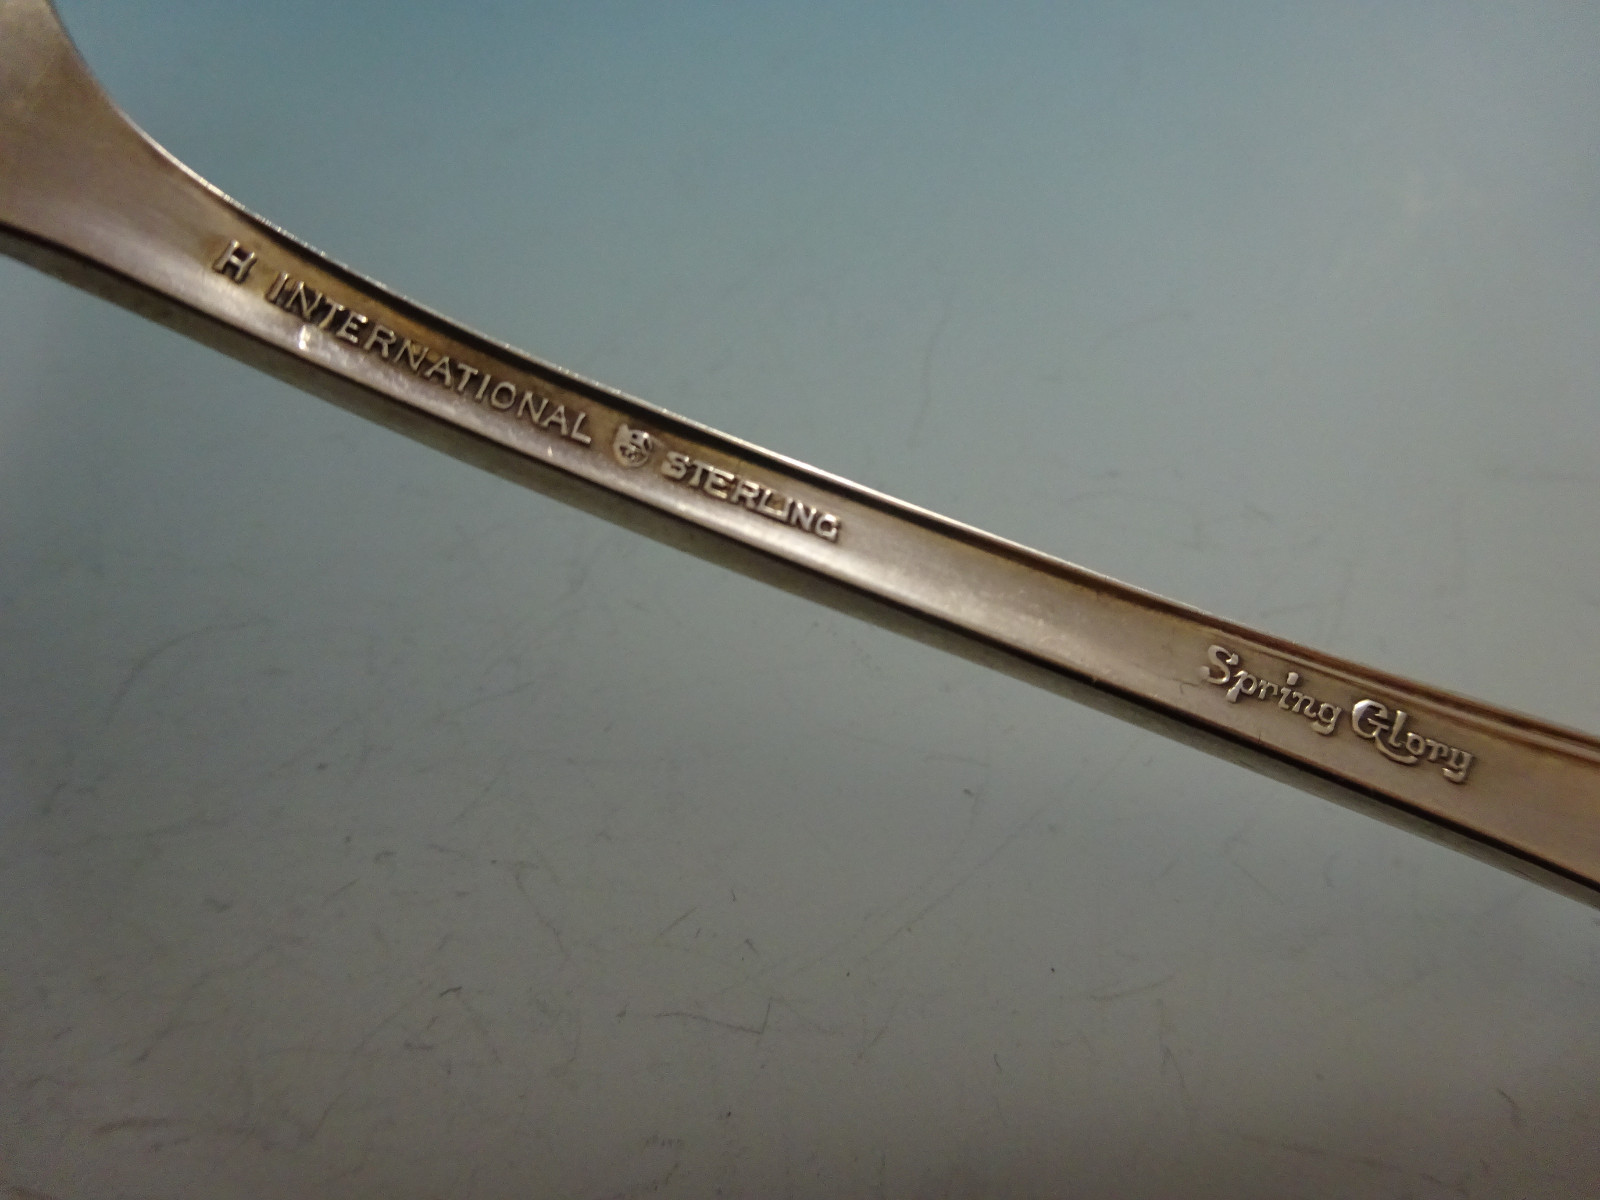 H INTERNATIONAL STERLING
Spring Glory